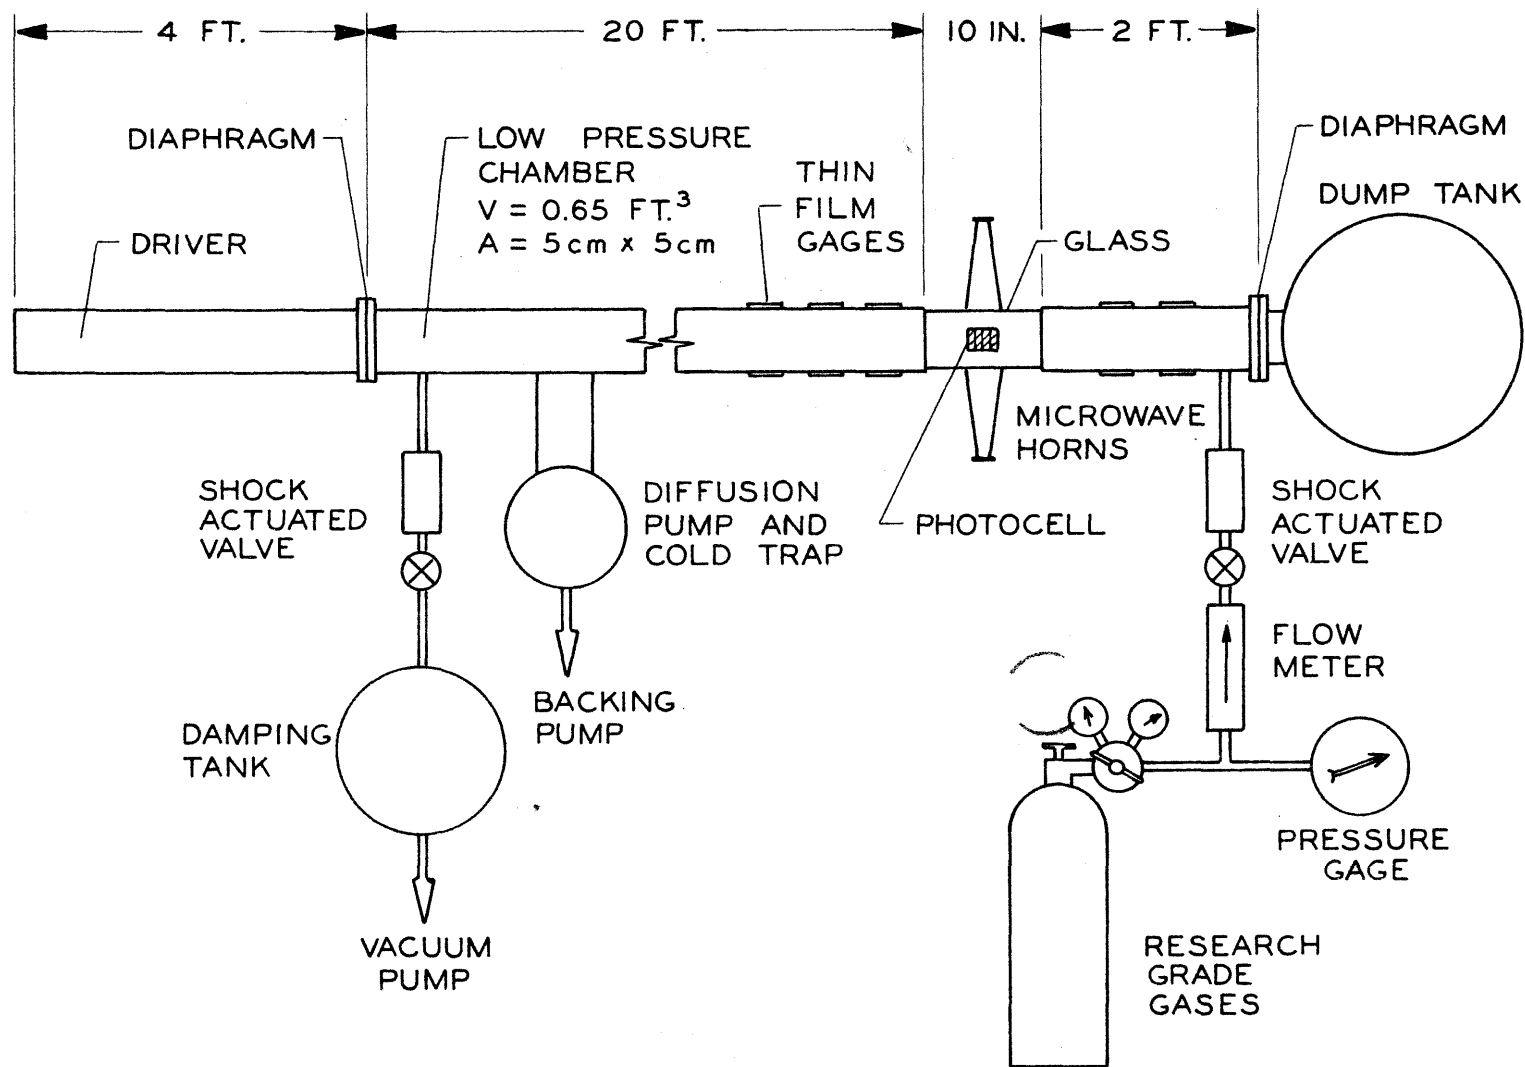 4 FT.
20 FT.
10 IN.
2 FT.
DIAPHRAGM
LOW PRESSURE
CHAMBER
V = 0.65 FT.³
A = 5cm x 5cm
DRIVER
THIN
FILM
GAGES
GLASS
DIAPHRAGM
DUMP TANK
MICROWAVE
HORNS
PHOTOCELL
SHOCK
ACTUATED
VALVE
DIFFUSION
PUMP AND
COLD TRAP
SHOCK
ACTUATED
VALVE
FLOW
METER
BACKING
PUMP
DAMPING
TANK
PRESSURE
GAGE
VACUUM
PUMP
RESEARCH
GRADE
GASES